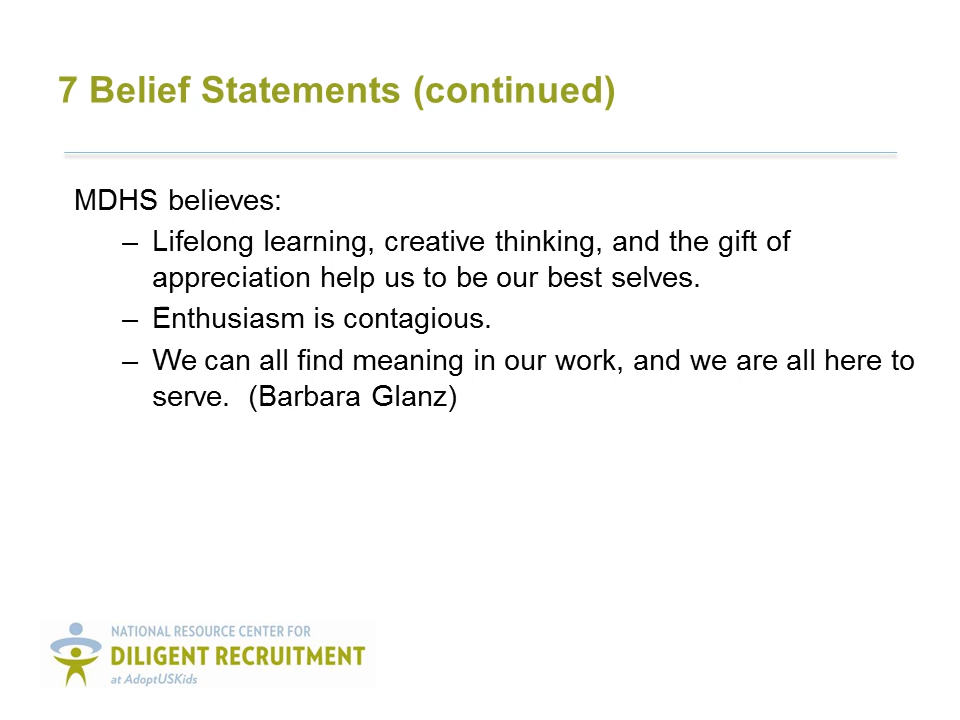 7 Belief Statements (continued)
MDHS believes:
– Lifelong learning, creative thinking, and the gift of
appreciation help us to be our best selves.
– Enthusiasm is contagious.
– We can all find meaning in our work, and we are all here to
serve.  (Barbara Glanz)
NATIONAL RESOURCE CENTER FOR
DILIGENT RECRUITMENT
at AdoptUSKids